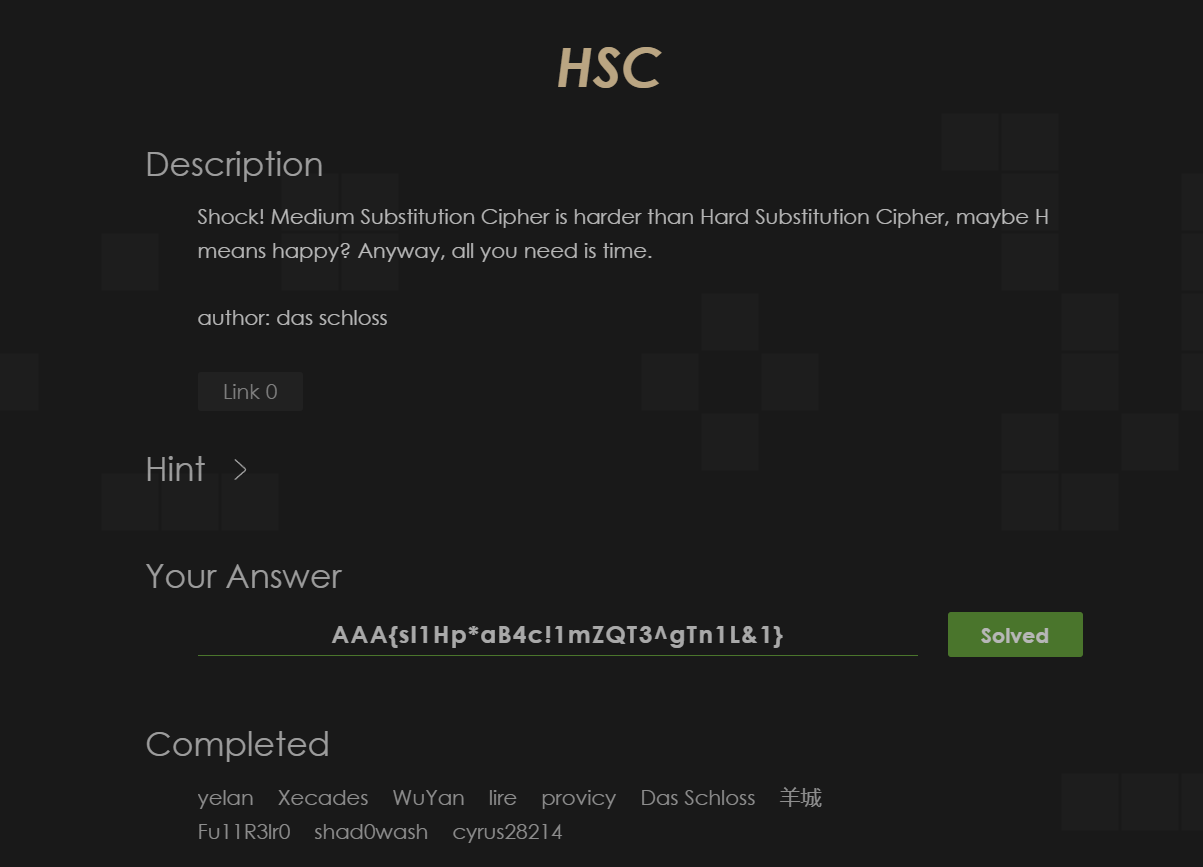 HSC
Description
Shock! Medium Substitution Cipher is harder than Hard Substitution Cipher, maybe H
means happy? Anyway, all you need is time.
author: das schloss
Link 0
Hint >
Your Answer
AAA{sI1Hp*aB4c!1mZQT3^gTn1L&1}
Solved
Completed
yelan Xecades WuYan lire provicy Das Schloss 羊城
Fu11R3lr0 shad0wash cyrus28214